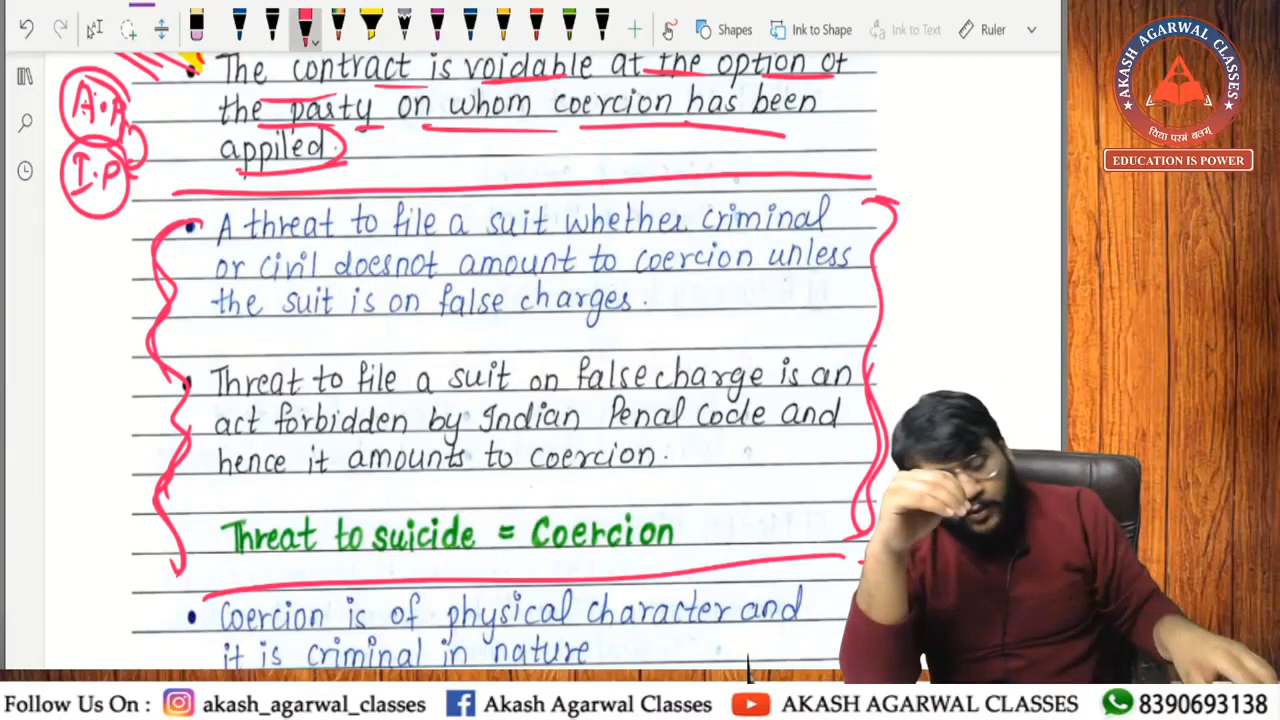 Shapes
Ink to Shape
Ink to Text
Ruler
The contract is voidable at the option of
the party on whom coercion has been
appiled.
A.P
I.P
A threat to file a suit whether criminal
or civil doesnot amount to coercion unless
the suit is on false charges.
Threat to file a suit on false charge is an
act forbidden by Indian Penal Code and
hence it amounts to coercion.
Threat to suicide = Coercion
Coercion is of physical character and
it is criminal in nature
AKASH AGARWAL CLASSES
विद्या परमं बलम्
EDUCATION IS POWER
Follow Us On : akash_agarwal_classes Akash Agarwal Classes AKASH AGARWAL CLASSES 8390693138